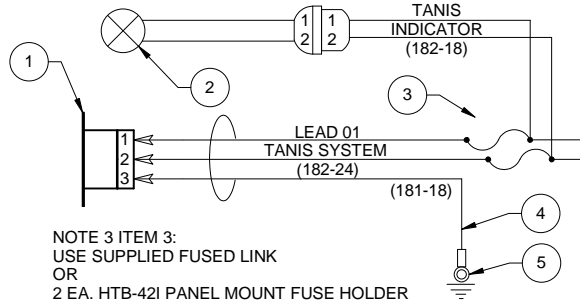 1 1
2 2
TANIS
INDICATOR
(182-18)
1
2
3
1
2
3
LEAD 01
TANIS SYSTEM
(182-24)
(181-18)
4
5
NOTE 3 ITEM 3:
USE SUPPLIED FUSED LINK
OR
2 EA. HTB-42I PANEL MOUNT FUSE HOLDER